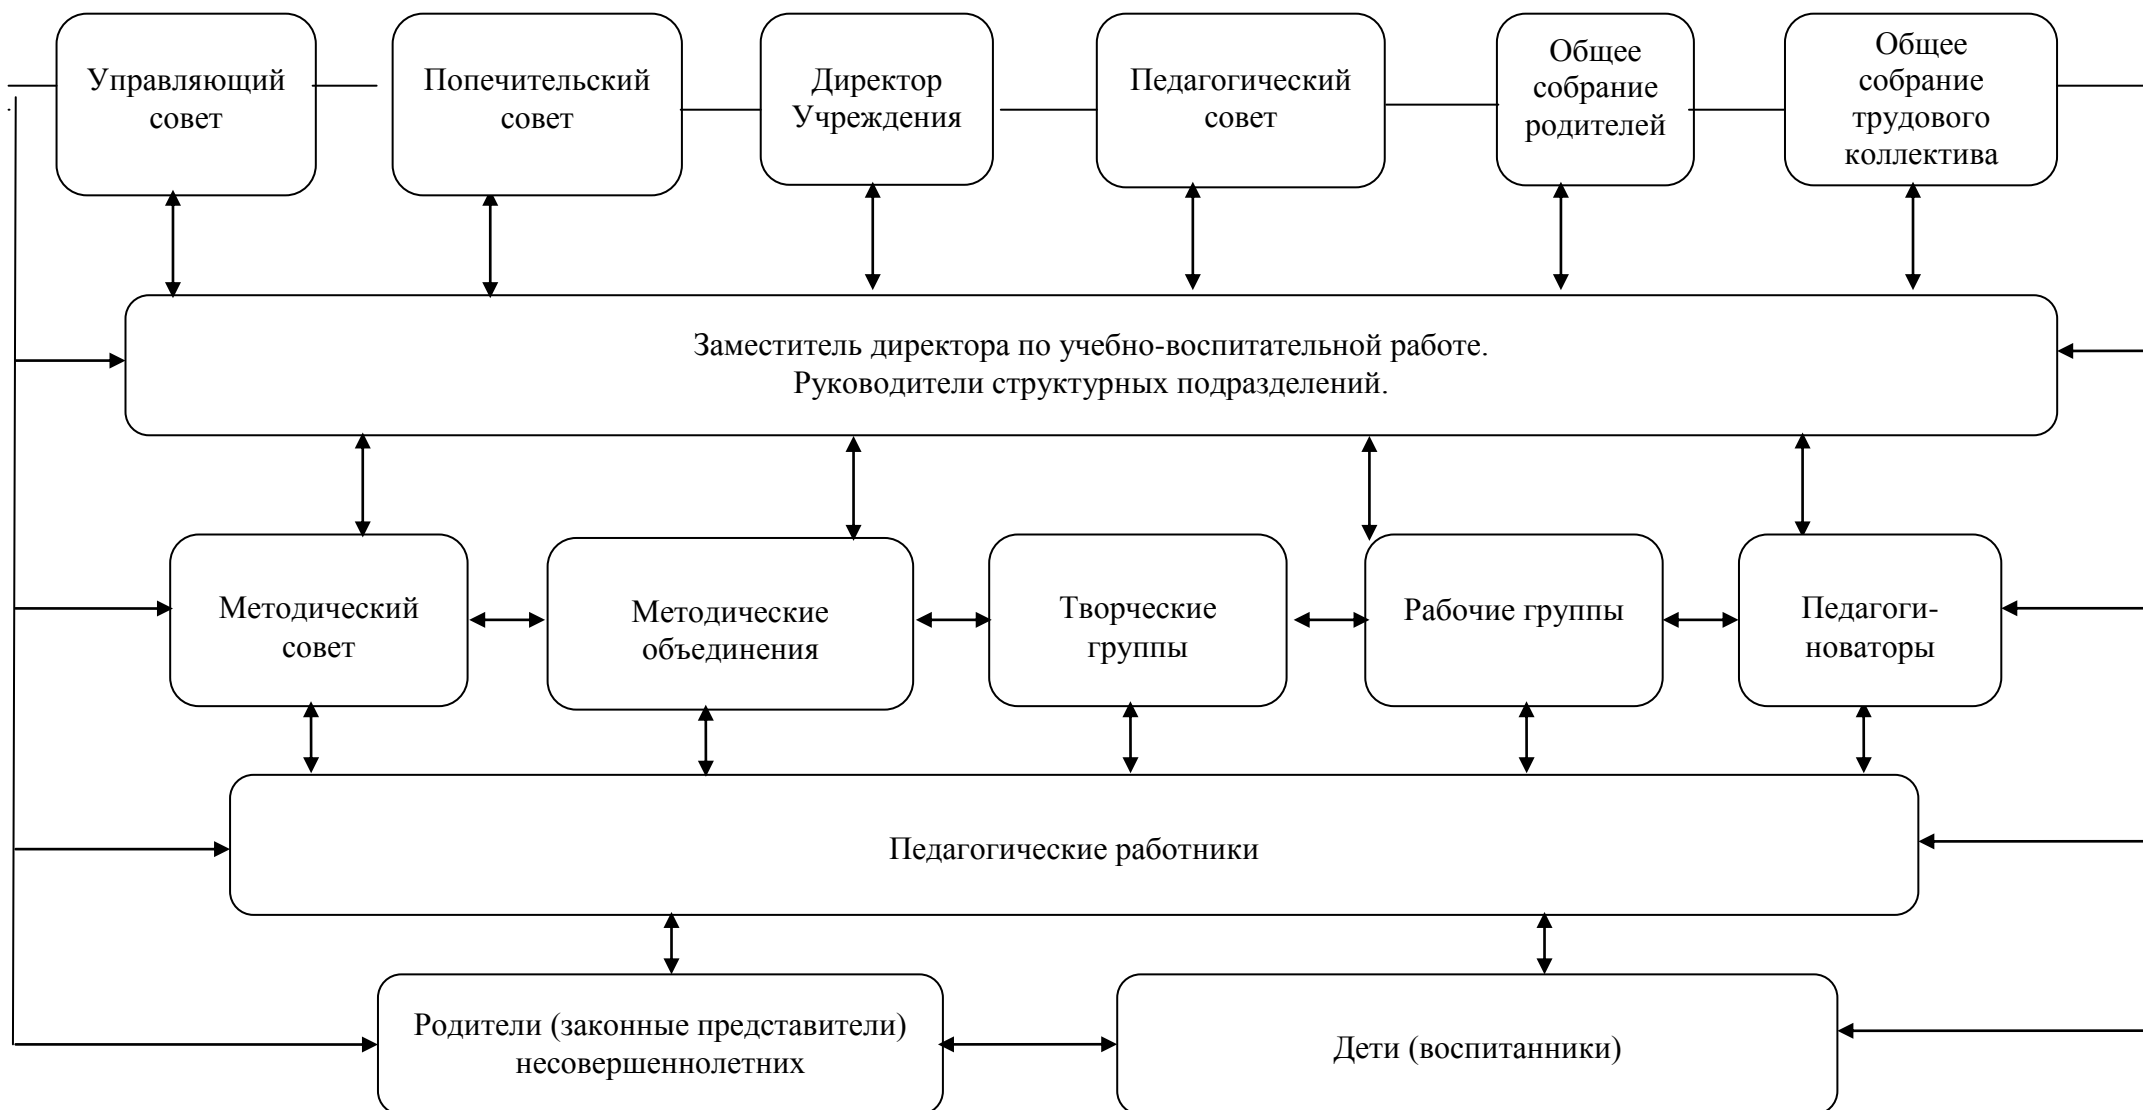 Управляющий
совет
Попечительский
совет
Директор
Учреждения
Педагогический
совет
Общее
собрание
родителей
Общее
собрание
трудового
коллектива
Заместитель директора по учебно-воспитательной работе.
Руководители структурных подразделений.
Методический
совет
Методические
объединения
Творческие
группы
Рабочие группы
Педагоги-
новаторы
Педагогические работники
Родители (законные представители)
несовершеннолетних
Дети (воспитанники)